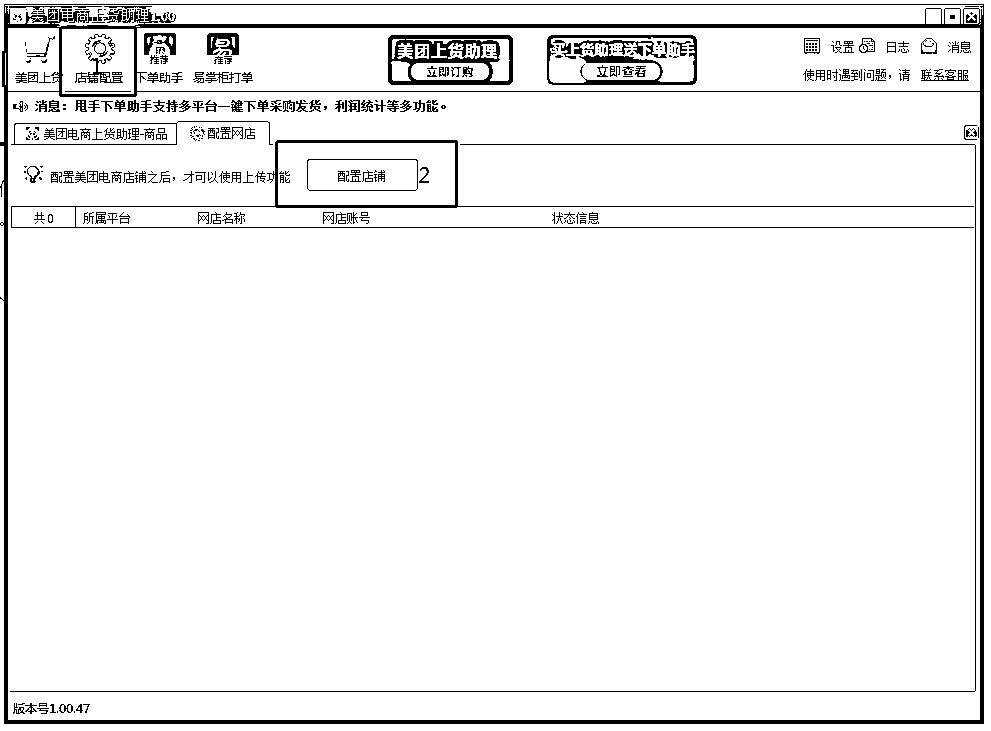 美团电商上货助理1.00
美团上货 店铺配置 下单助手 易掌柜打单
推荐 推荐
美团上货助理
立即订购
买上货助理送下单助手
立即查看
设置 日志 消息
使用时遇到问题，请 联系客服
消息：甩手下单助手支持多平台一键下单采购发货，利润统计等多功能。
美团电商上货助理-商品 配置网店
配置美团电商店铺之后，才可以使用上传功能 配置店铺 2
共0 所属平台 网店名称 网店账号 状态信息
版本号1.00.47